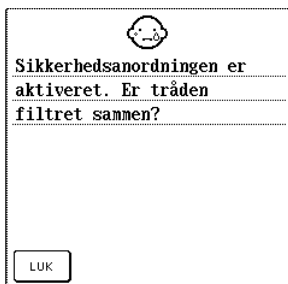 Sikkerhedsanordningen er
aktiveret. Er tråden
filtret sammen?
LUK